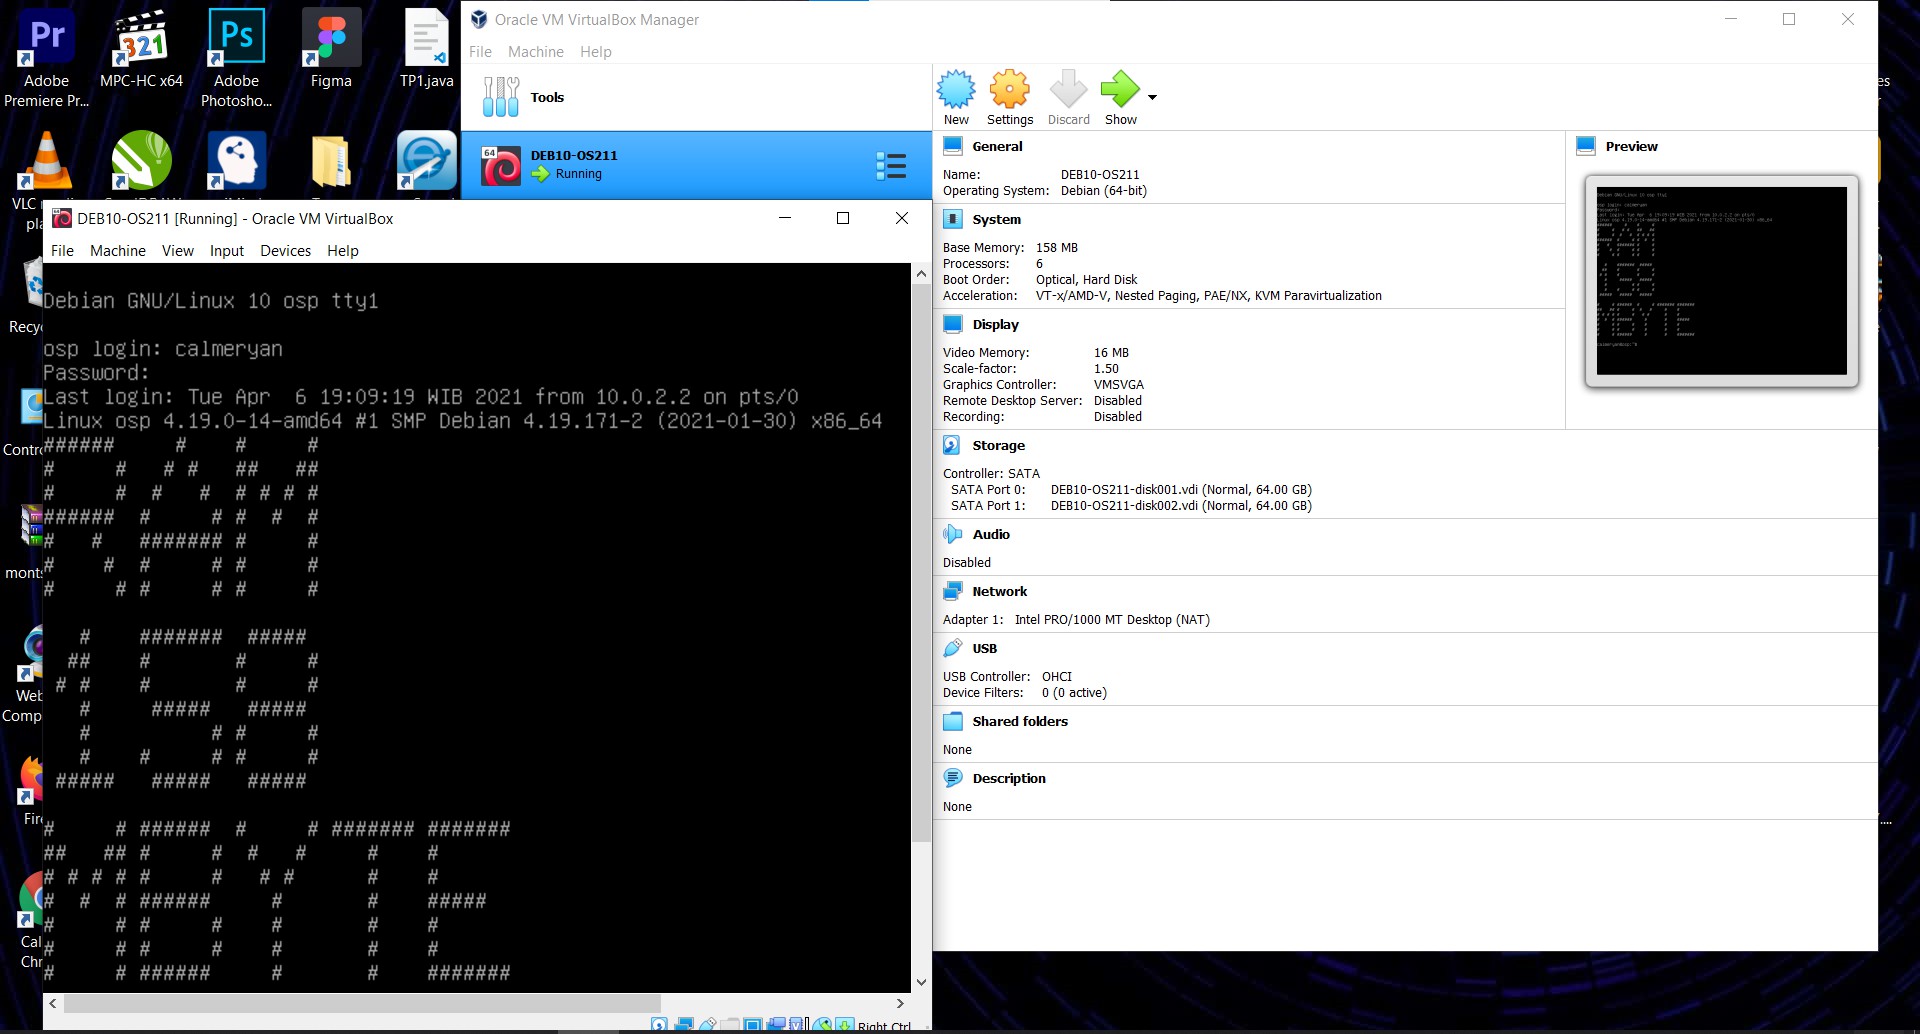 Adobe Premiere Pr...
MPC-HC x64
Adobe Photosho...
Figma
TP1.java
VLC
Recy
Contro
Web
Comp
Fire
Oracle VM VirtualBox Manager
File Machine Help
Tools
New Settings Discard Show
64
DEB10-OS211
Running
DEB10-OS211 [Running] - Oracle VM VirtualBox
File Machine View Input Devices Help
Debian GNU/Linux 10 osp tty1
osp login: calmeryan
Password:
Last login: Tue Apr  6 19:09:19 WIB 2021 from 10.0.2.2 on pts/0
Linux osp 4.19.0-14-amd64 #1 SMP Debian 4.19.171-2 (2021-01-30) x86_64
RAM
158
MBYTE
Right Ctrl
General
Name: DEB10-OS211
Operating System: Debian (64-bit)
System
Base Memory: 158 MB
Processors: 6
Boot Order: Optical, Hard Disk
Acceleration: VT-x/AMD-V, Nested Paging, PAE/NX, KVM Paravirtualization
Display
Video Memory: 16 MB
Scale-factor: 1.50
Graphics Controller: VMSVGA
Remote Desktop Server: Disabled
Recording: Disabled
Storage
Controller: SATA
SATA Port 0: DEB10-OS211-disk001.vdi (Normal, 64.00 GB)
SATA Port 1: DEB10-OS211-disk002.vdi (Normal, 64.00 GB)
Audio
Disabled
Network
Adapter 1: Intel PRO/1000 MT Desktop (NAT)
USB
USB Controller: OHCI
Device Filters: 0 (0 active)
Shared folders
None
Description
None
Preview